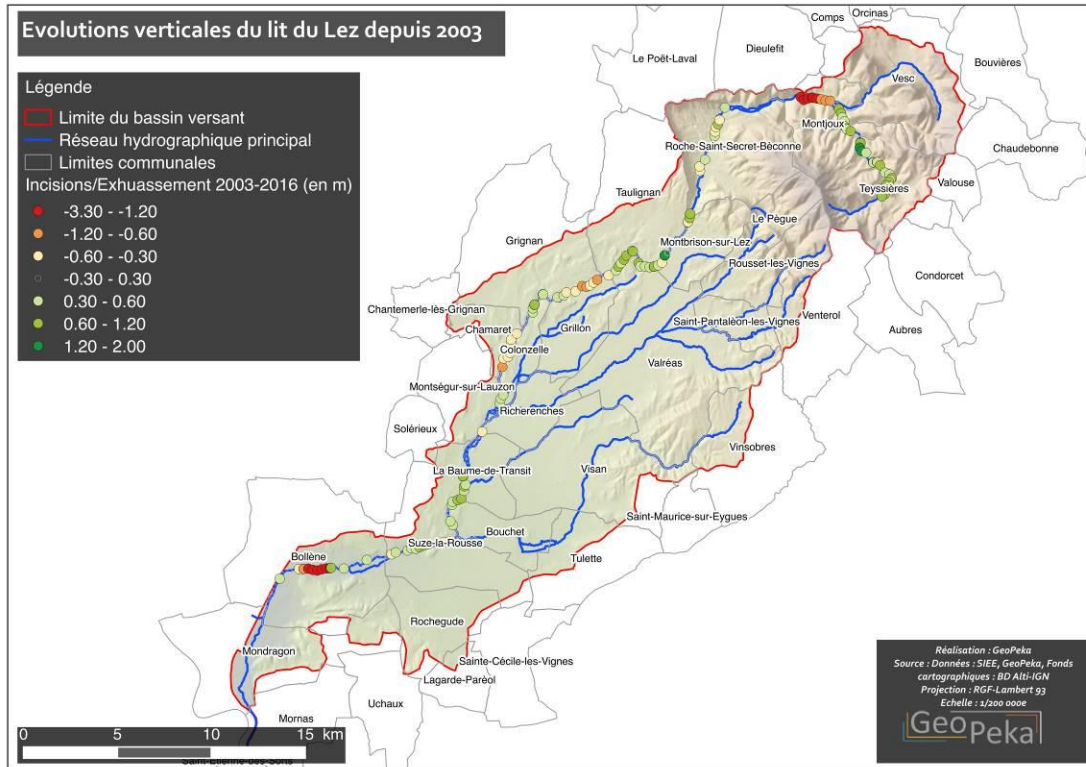 Evolutions verticales du lit du Lez depuis 2003
Légende
Limite du bassin versant
Réseau hydrographique principal
Limites communales
Incisions/Exhuassement 2003-2016 (en m)
-3.30 - -1.20
-1.20 - -0.60
-0.60 - -0.30
-0.30 - 0.30
0.30 - 0.60
0.60 - 1.20
1.20 - 2.00
Comps
Orcinas
Dieulefit
Le Poët-Laval
Bouvières
Vesc
Montjoux
Roche-Saint-Secret-Béconne
Chaudebonne
Teyssières
Valouse
Taulignan
Le Pègue
Grignan
Montbrison-sur-Lez
Rousset-les-Vignes
Condorcet
Chantemerle-lès-Grignan
Saint-Pantaléon-les-Vignes
Venterol
Chamaret
Grillon
Aubres
Colonzelle
Valréas
Montségur-sur-Lauzon
Richerenches
Solérieux
Vinsobres
La Baume-de-Transit
Visan
Saint-Maurice-sur-Eygues
Bouchet
Suze-la-Rousse
Tulette
Bollène
Rochegude
Mondragon
Sainte-Cécile-les-Vignes
Lagarde-Paréol
Uchaux
Mornas
Saint-Etienne-des-Sorts
0 5 10 15 km
Réalisation : GeoPeka
Source : Données : SIEE, GeoPeka, Fonds
cartographiques : BD Alti-IGN
Projection : RGF-Lambert 93
Echelle : 1/200 000e
GeoPeka